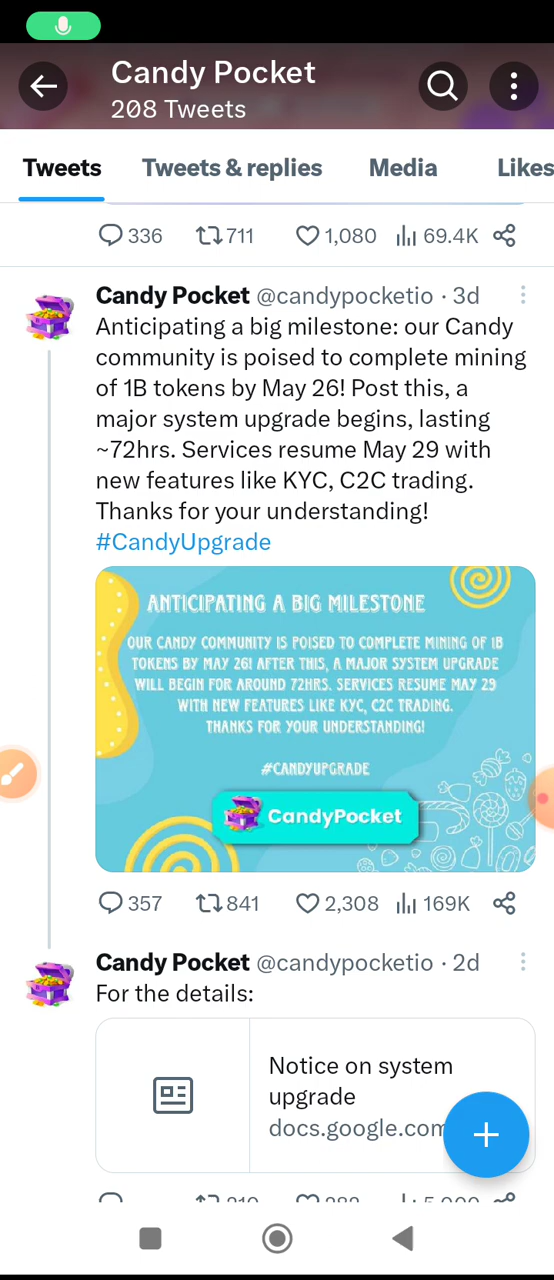 Candy Pocket
208 Tweets
Tweets
Tweets & replies
Media
Likes
336
711
1,080
69.4K
Candy Pocket @candypocketio · 3d
Anticipating a big milestone: our Candy
community is poised to complete mining
of 1B tokens by May 26! Post this, a
major system upgrade begins, lasting
~72hrs. Services resume May 29 with
new features like KYC, C2C trading.
Thanks for your understanding!
#CandyUpgrade
ANTICIPATING A BIG MILESTONE
OUR CANDY COMMUNITY IS POISED TO COMPLETE MINING OF 1B
TOKENS BY MAY 26! AFTER THIS, A MAJOR SYSTEM UPGRADE
WILL BEGIN FOR AROUND 72HRS. SERVICES RESUME MAY 29
WITH NEW FEATURES LIKE KYC, C2C TRADING.
THANKS FOR YOUR UNDERSTANDING!
#CANDYUPGRADE
CandyPocket
357
841
2,308
169K
Candy Pocket @candypocketio · 2d
For the details:
Notice on system
upgrade
docs.google.com